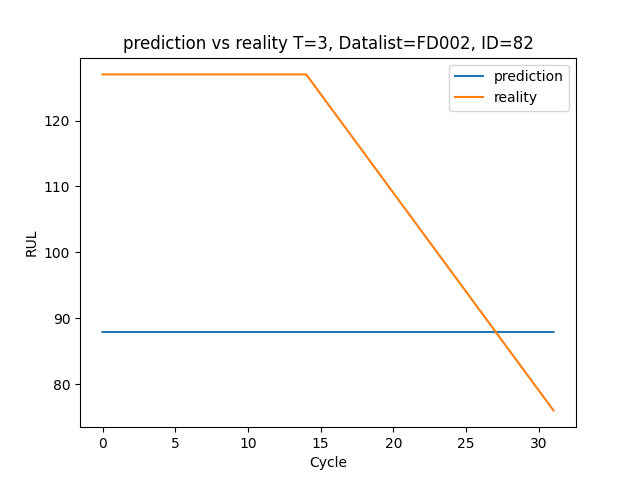 prediction vs reality T=3, Datalist=FD002, ID=82
prediction
reality
120
110
100
90
80
RUL
0 5 10 15 20 25 30
Cycle